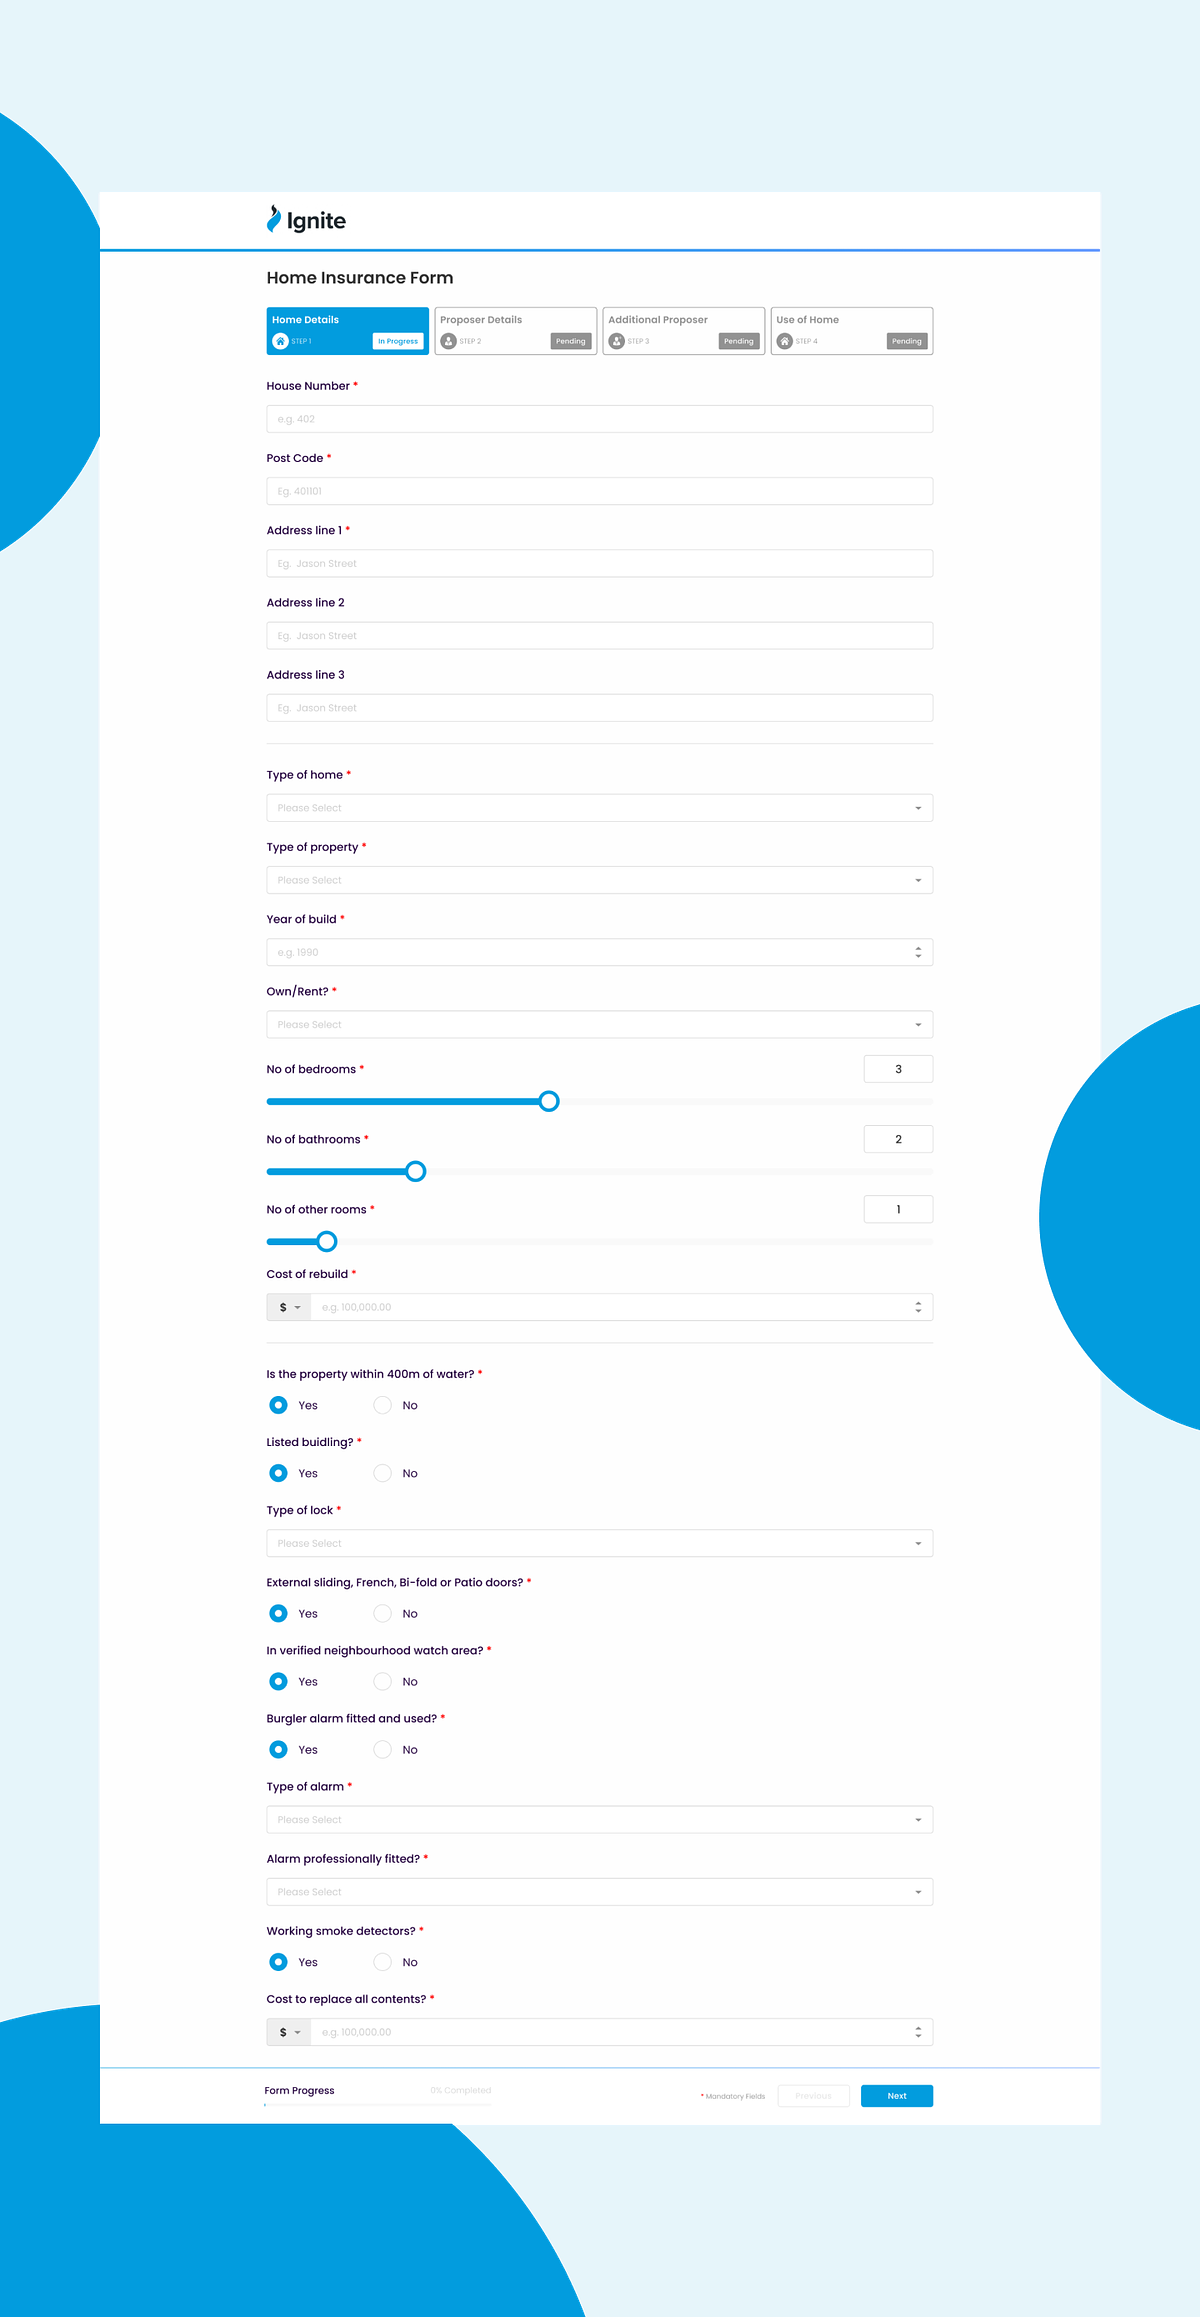 Ignite
Home Insurance Form
Home Details
STEP 1 In Progress
Proposer Details
STEP 2 Pending
Additional Proposer
STEP 3 Pending
Use of Home
STEP 4 Pending
House Number *
e.g. 402
Post Code *
Eg. 401101
Address line 1 *
Eg. Jason Street
Address line 2
Eg. Jason Street
Address line 3
Eg. Jason Street
Type of home *
Please Select
Type of property *
Please Select
Year of build *
e.g. 1990
Own/Rent? *
Please Select
No of bedrooms * 3
No of bathrooms * 2
No of other rooms * 1
Cost of rebuild *
$ e.g. 100,000.00
Is the property within 400m of water? *
Yes No
Listed buidling? *
Yes No
Type of lock *
Please Select
External sliding, French, Bi-fold or Patio doors? *
Yes No
In verified neighbourhood watch area? *
Yes No
Burgler alarm fitted and used? *
Yes No
Type of alarm *
Please Select
Alarm professionally fitted? *
Please Select
Working smoke detectors? *
Yes No
Cost to replace all contents? *
$ e.g. 100,000.00
Form Progress 0% Completed
* Mandatory Fields Previous Next